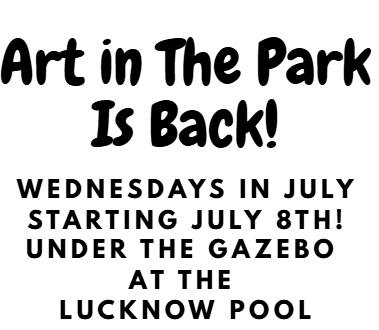 Art in The Park
Is Back!
WEDNESDAYS IN JULY
STARTING JULY 8TH!
UNDER THE GAZEBO
AT THE
LUCKNOW POOL